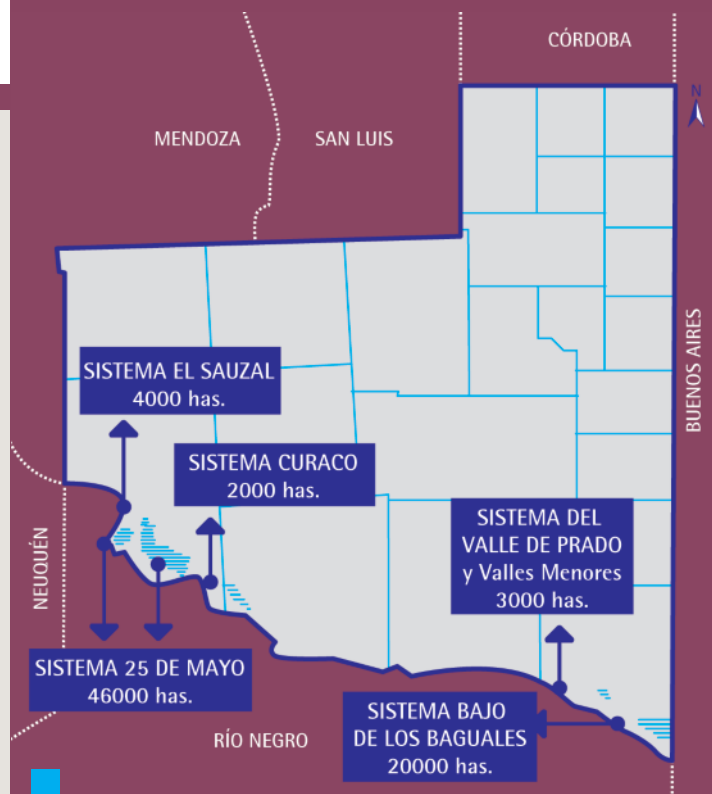 CÓRDOBA
N
MENDOZA
SAN LUIS
BUENOS AIRES
SISTEMA EL SAUZAL
4000 has.
SISTEMA CURACO
2000 has.
SISTEMA DEL
VALLE DE PRADO
y Valles Menores
3000 has.
NEUQUÉN
SISTEMA 25 DE MAYO
46000 has.
RÍO NEGRO
SISTEMA BAJO
DE LOS BAGUALES
20000 has.